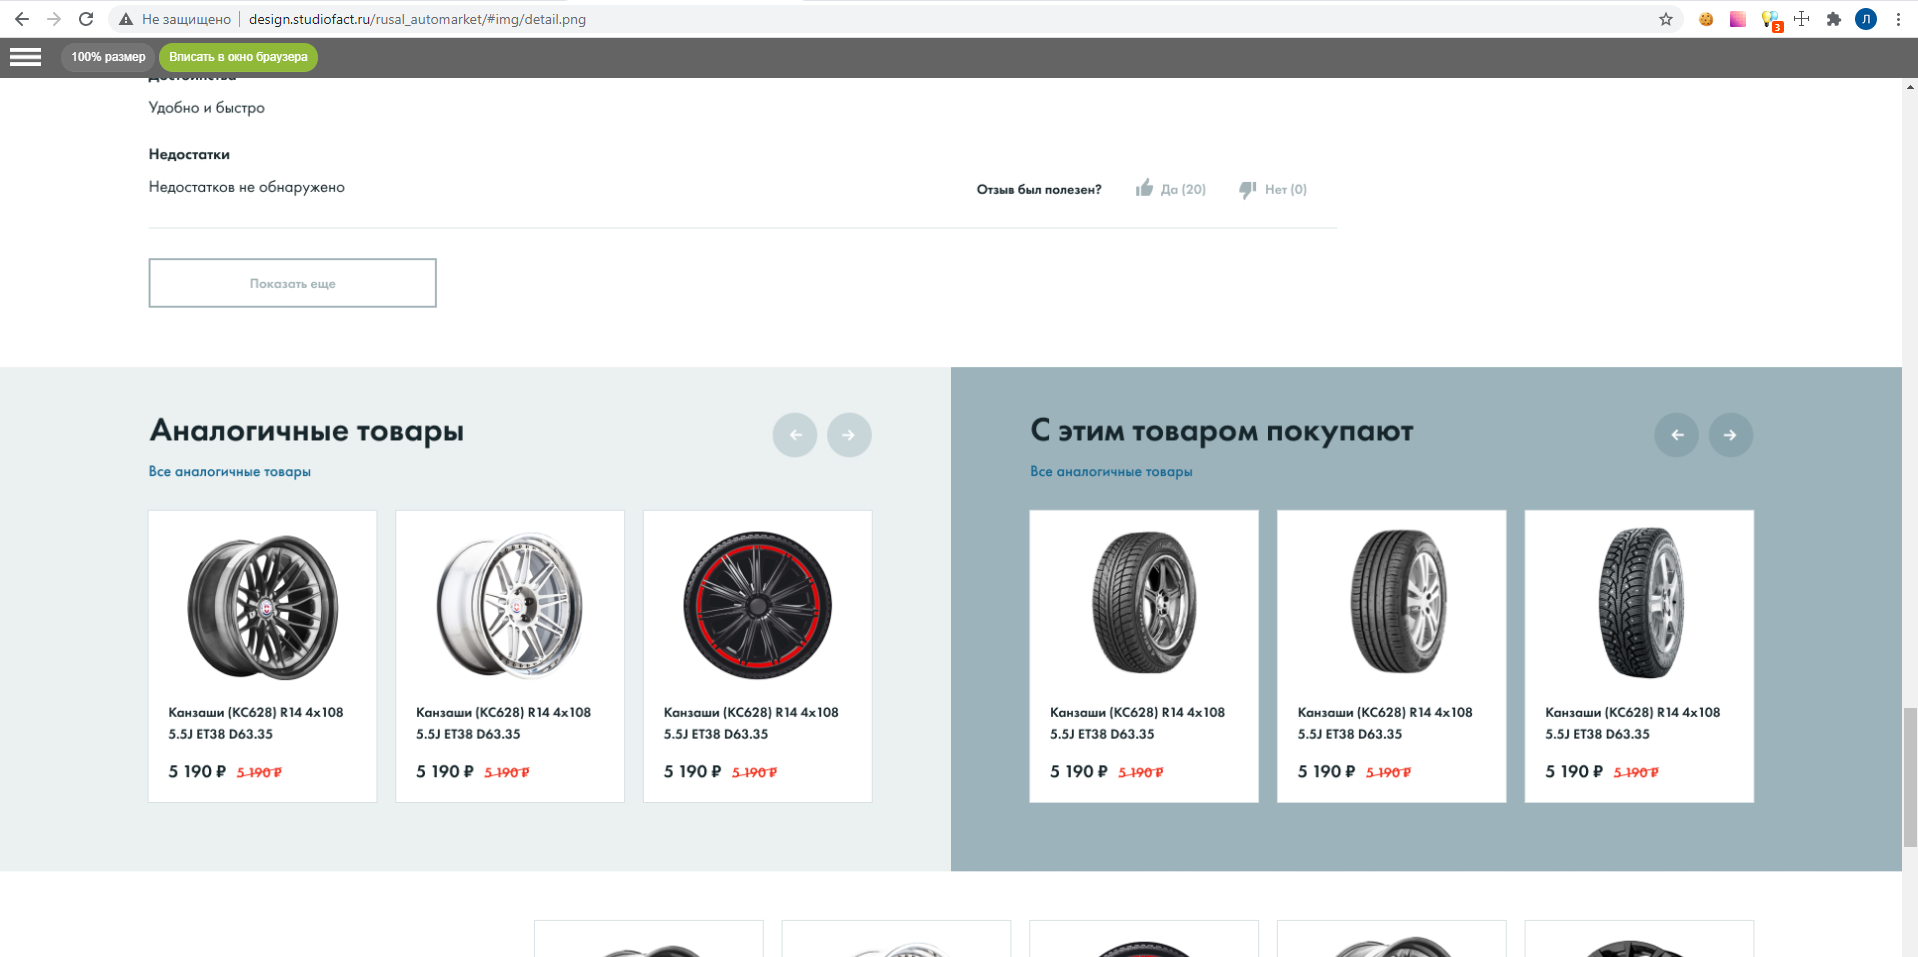 Не защищено
design.studiofact.ru/rusal_automarket/#img/detail.png
3
Л
100% размер
Вписать в окно браузера
Достоинства
Удобно и быстро
Недостатки
Недостатков не обнаружено
Отзыв был полезен?
Да (20)
Нет (0)
Показать еще
Аналогичные товары
Все аналогичные товары
Канзаши (КС628) R14 4x108
5.5J ET38 D63.35
5 190 ₽ 5 190 ₽
Канзаши (КС628) R14 4x108
5.5J ET38 D63.35
5 190 ₽ 5 190 ₽
Канзаши (КС628) R14 4x108
5.5J ET38 D63.35
5 190 ₽ 5 190 ₽
С этим товаром покупают
Все аналогичные товары
Канзаши (КС628) R14 4x108
5.5J ET38 D63.35
5 190 ₽ 5 190 ₽
Канзаши (КС628) R14 4x108
5.5J ET38 D63.35
5 190 ₽ 5 190 ₽
Канзаши (КС628) R14 4x108
5.5J ET38 D63.35
5 190 ₽ 5 190 ₽